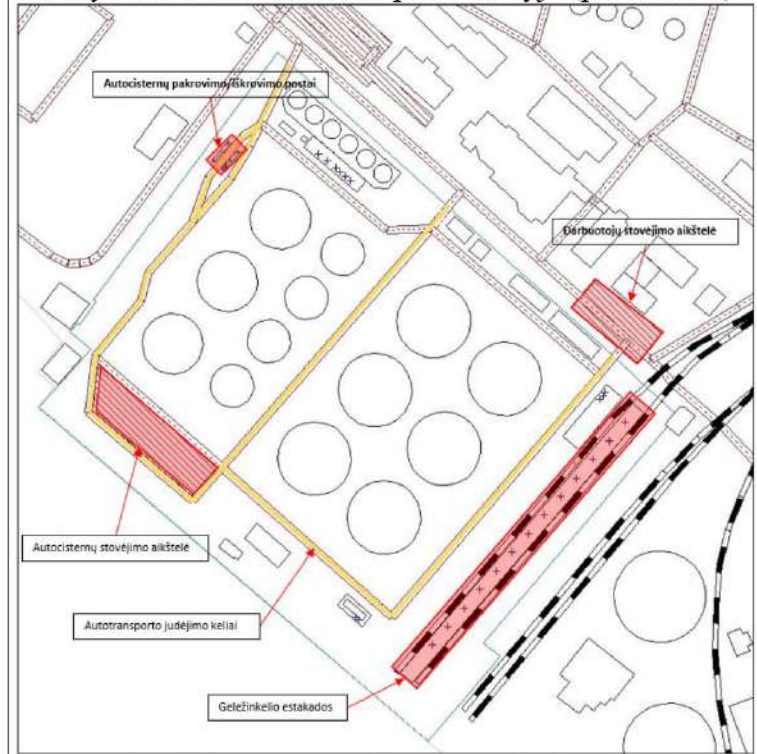 Autocisternų pakrovimo/iškrovimo postai
Darbuotojų stovėjimo aikštelė
Autocisternų stovėjimo aikštelė
Autotransporto judėjimo keliai
Geležinkelio estakados